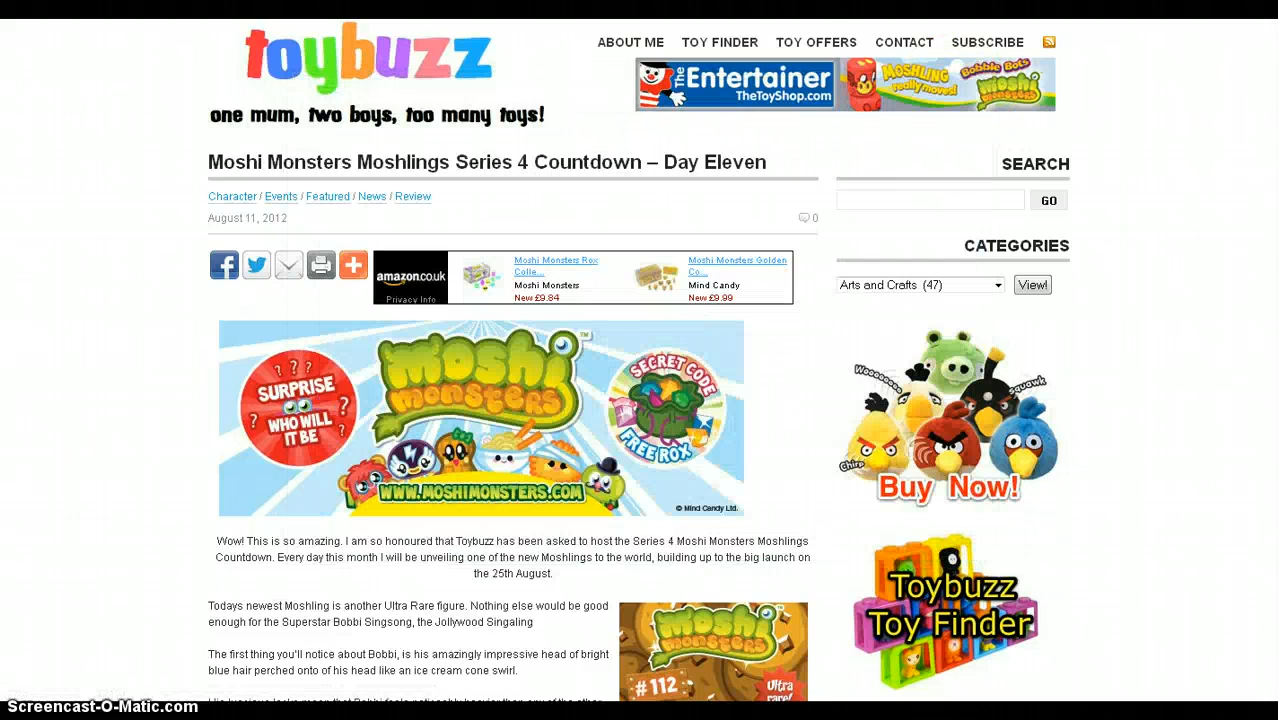 toybuzz
one mum, two boys, too many toys!
ABOUT ME TOY FINDER TOY OFFERS CONTACT SUBSCRIBE
The Entertainer
TheToyShop.com
MOSHLING
really moves!
Bobble Bots
moshi monsters
Moshi Monsters Moshlings Series 4 Countdown – Day Eleven
Character / Events / Featured / News / Review
August 11, 2012
0
SEARCH
GO
CATEGORIES
Arts and Crafts (47)
View!
amazon.co.uk
Privacy Info
Moshi Monsters Rox
Colle...
Moshi Monsters
New £9.84
Moshi Monsters Golden
Co...
Mind Candy
New £9.99
SURPRISE
WHO WILL
IT BE
? ? ?
? ?
moshi
monsters
TM
SECRET CODE
FREE ROX
WWW.MOSHIMONSTERS.COM
© Mind Candy Ltd.
Woooooooo
squawk
Chirp
Buy Now!
Wow! This is so amazing. I am so honoured that Toybuzz has been asked to host the Series 4 Moshi Monsters Moshlings
Countdown. Every day this month I will be unveiling one of the new Moshlings to the world, building up to the big launch on
the 25th August.
Todays newest Moshling is another Ultra Rare figure. Nothing else would be good
enough for the Superstar Bobbi Singsong, the Jollywood Singaling
The first thing you'll notice about Bobbi, is his amazingly impressive head of bright
blue hair perched onto of his head like an ice cream cone swirl.
moshi
monsters
#112
Ultra
rare!
Toybuzz
Toy Finder
Screencast-O-Matic.com